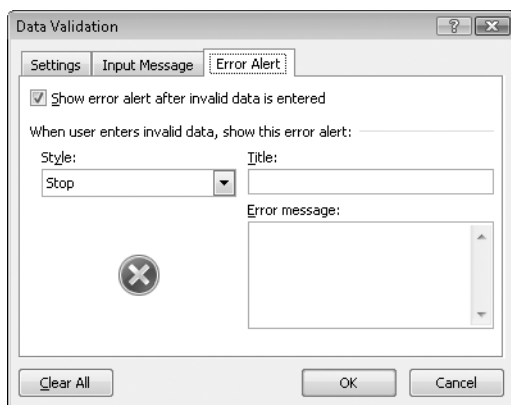 Data Validation
Settings
Input Message
Error Alert
Show error alert after invalid data is entered
When user enters invalid data, show this error alert:
Style:
Title:
Stop
Error message:
Clear All
OK
Cancel